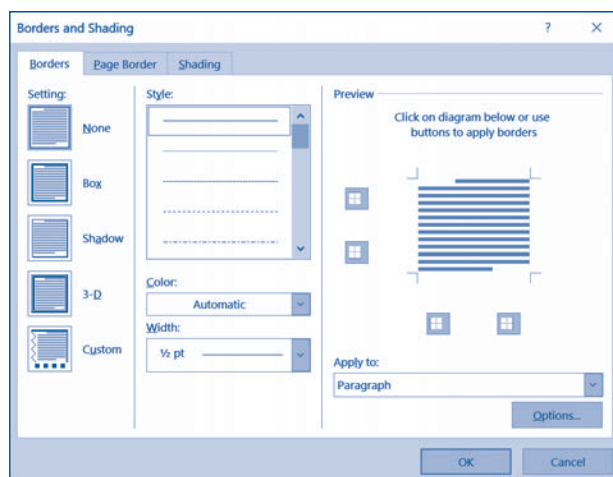 Borders and Shading
?
Borders
Page Border
Shading
Setting:
None
Box
Shadow
3-D
Custom
Style:
Color:
Automatic
Width:
½ pt
Preview
Click on diagram below or use
buttons to apply borders
Apply to:
Paragraph
Options...
OK
Cancel